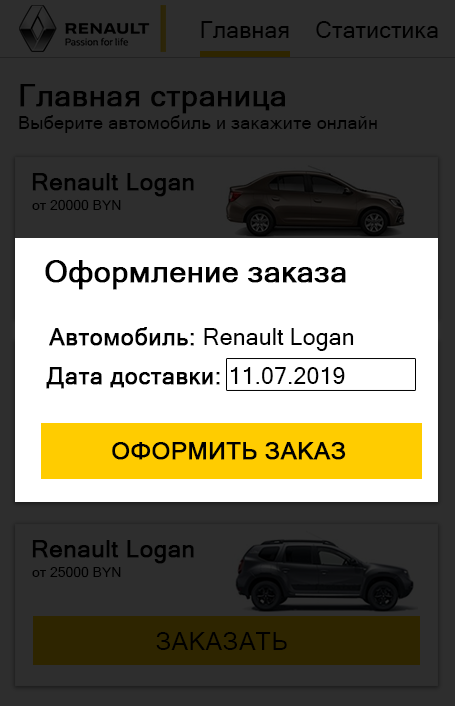 RENAULT
Passion for life
Главная Статистика
Главная страница
Выберите автомобиль и закажите онлайн
Renault Logan
от 20000 BYN
Оформление заказа
Автомобиль: Renault Logan
Дата доставки: 11.07.2019
ОФОРМИТЬ ЗАКАЗ
Renault Logan
от 25000 BYN
ЗАКАЗАТЬ